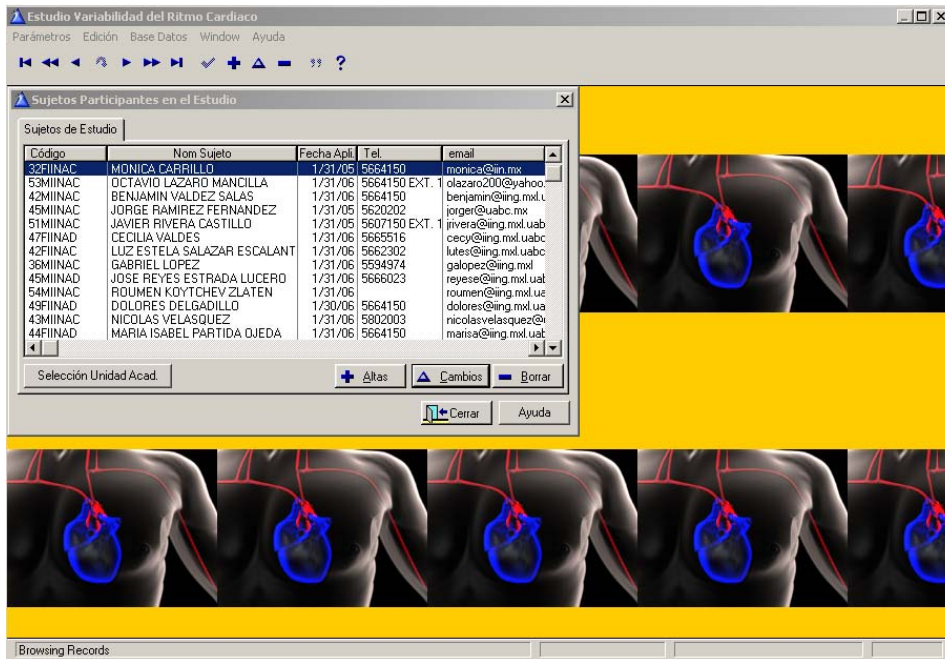 Estudio Variabilidad del Ritmo Cardiaco
Parámetros Edición Base Datos Window Ayuda
Sujetos Participantes en el Estudio
Sujetos de Estudio
Código Nom Sujeto Fecha Apli. Tel. email
32FIINAC MONICA CARRILLO 1/31/05 5664150 monica@iin.mx
53MIINAC OCTAVIO LAZARO MANCILLA 1/31/06 5664150 EXT. 1 olazaro200@yahoo.
42MIINAC BENJAMIN VALDEZ SALAS 1/31/06 5664150 benjamin@iing.mxl.u
45MIINAC JORGE RAMIREZ FERNANDEZ 1/31/05 5620202 jorger@uabc.mx
51MIINAC JAVIER RIVERA CASTILLO 1/31/06 5607150 EXT. 1 jrivera@iing.mxl.uab
47FIINAD CECILIA VALDES 1/31/06 5665516 cecy@iing.mxl.uabc
42FIINAC LUZ ESTELA SALAZAR ESCALANT 1/31/06 5662302 lutes@iing.mxl.uabc
36MIINAC GABRIEL LOPEZ 1/31/06 5594974 galopez@iing.mxl
45MIINAD JOSE REYES ESTRADA LUCERO 1/31/06 5666023 reyese@iing.mxl.uab
54MIINAC ROUMEN KOYTCHEV ZLATEN 1/31/06 roumen@iing.mxl.ua
49FIINAD DOLORES DELGADILLO 1/30/06 5664150 dolores@iing.mxl.ua
43MIINAC NICOLAS VELASQUEZ 1/31/06 5802003 nicolasvelasquez@
44FIINAD MARIA ISABEL PARTIDA OJEDA 1/31/06 5664150 marisa@iing.mxl.uab
Selección Unidad Acad. Altas Cambios Borrar
Cerrar Ayuda
Browsing Records